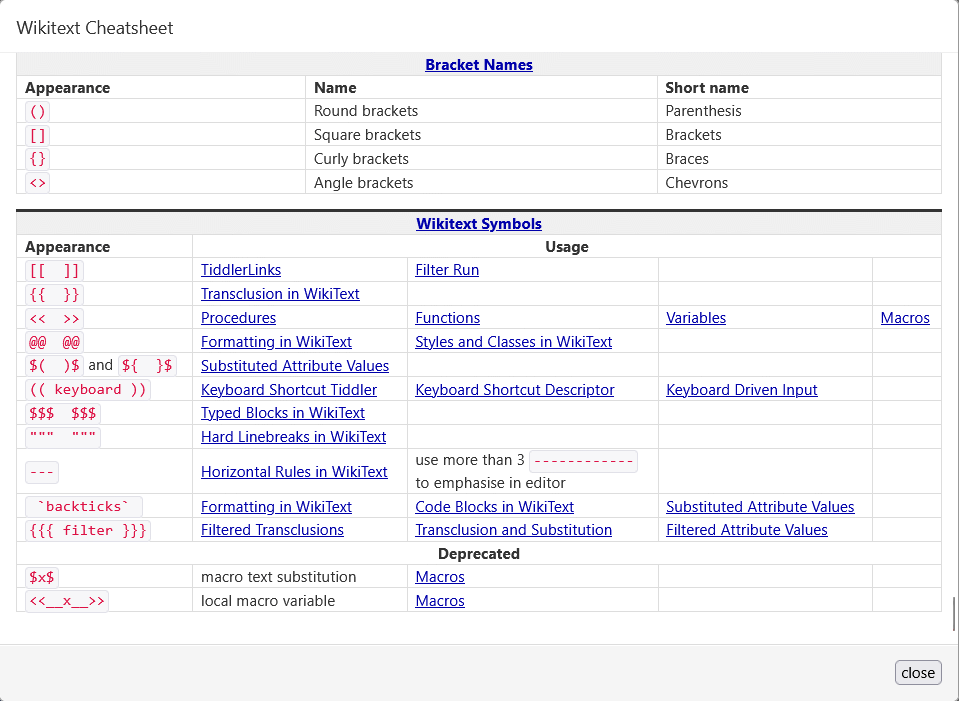 Wikitext Cheatsheet
Bracket Names
Appearance Name Short name
() Round brackets Parenthesis
[] Square brackets Brackets
{} Curly brackets Braces
<> Angle brackets Chevrons
Wikitext Symbols
Appearance Usage
[[  ]] TiddlerLinks Filter Run
{{  }} Transclusion in WikiText
<<  >> Procedures Functions Variables Macros
@@  @@ Formatting in WikiText Styles and Classes in WikiText
$(  )$ and ${  }$ Substituted Attribute Values
(( keyboard )) Keyboard Shortcut Tiddler Keyboard Shortcut Descriptor Keyboard Driven Input
$$$  $$$ Typed Blocks in WikiText
"""  """ Hard Linebreaks in WikiText
--- Horizontal Rules in WikiText use more than 3 ------------
to emphasise in editor
`backticks` Formatting in WikiText Code Blocks in WikiText Substituted Attribute Values
{{{ filter }}} Filtered Transclusions Transclusion and Substitution Filtered Attribute Values
Deprecated
$x$ macro text substitution Macros
<<__x__>> local macro variable Macros
close